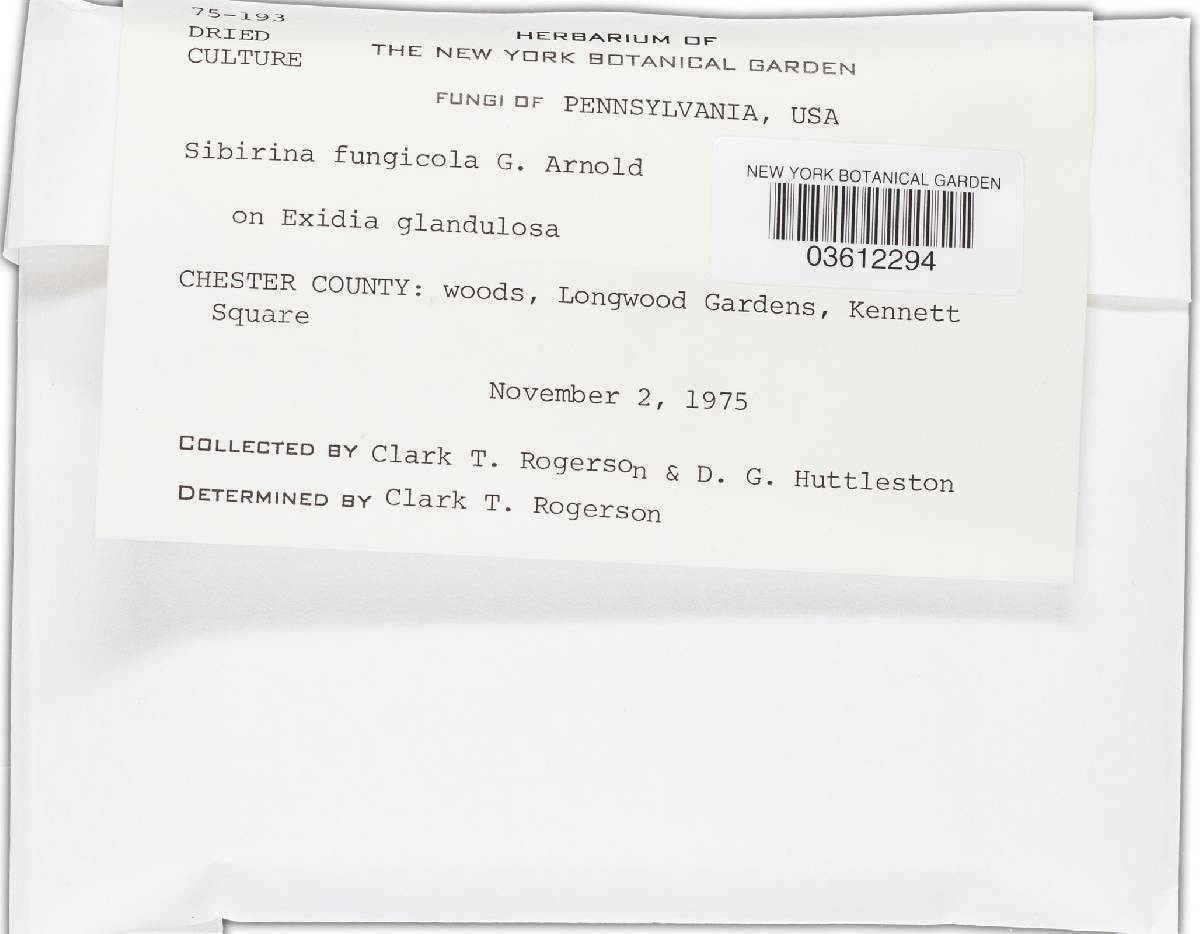 75-193
DRIED
CULTURE
HERBARIUM OF
THE NEW YORK BOTANICAL GARDEN
FUNGI OF PENNSYLVANIA, USA
Sibirina fungicola G. Arnold
NEW YORK BOTANICAL GARDEN
03612294
on Exidia glandulosa
CHESTER COUNTY: woods, Longwood Gardens, Kennett
Square
November 2, 1975
COLLECTED BY Clark T. Rogerson & D. G. Huttleston
DETERMINED BY Clark T. Rogerson